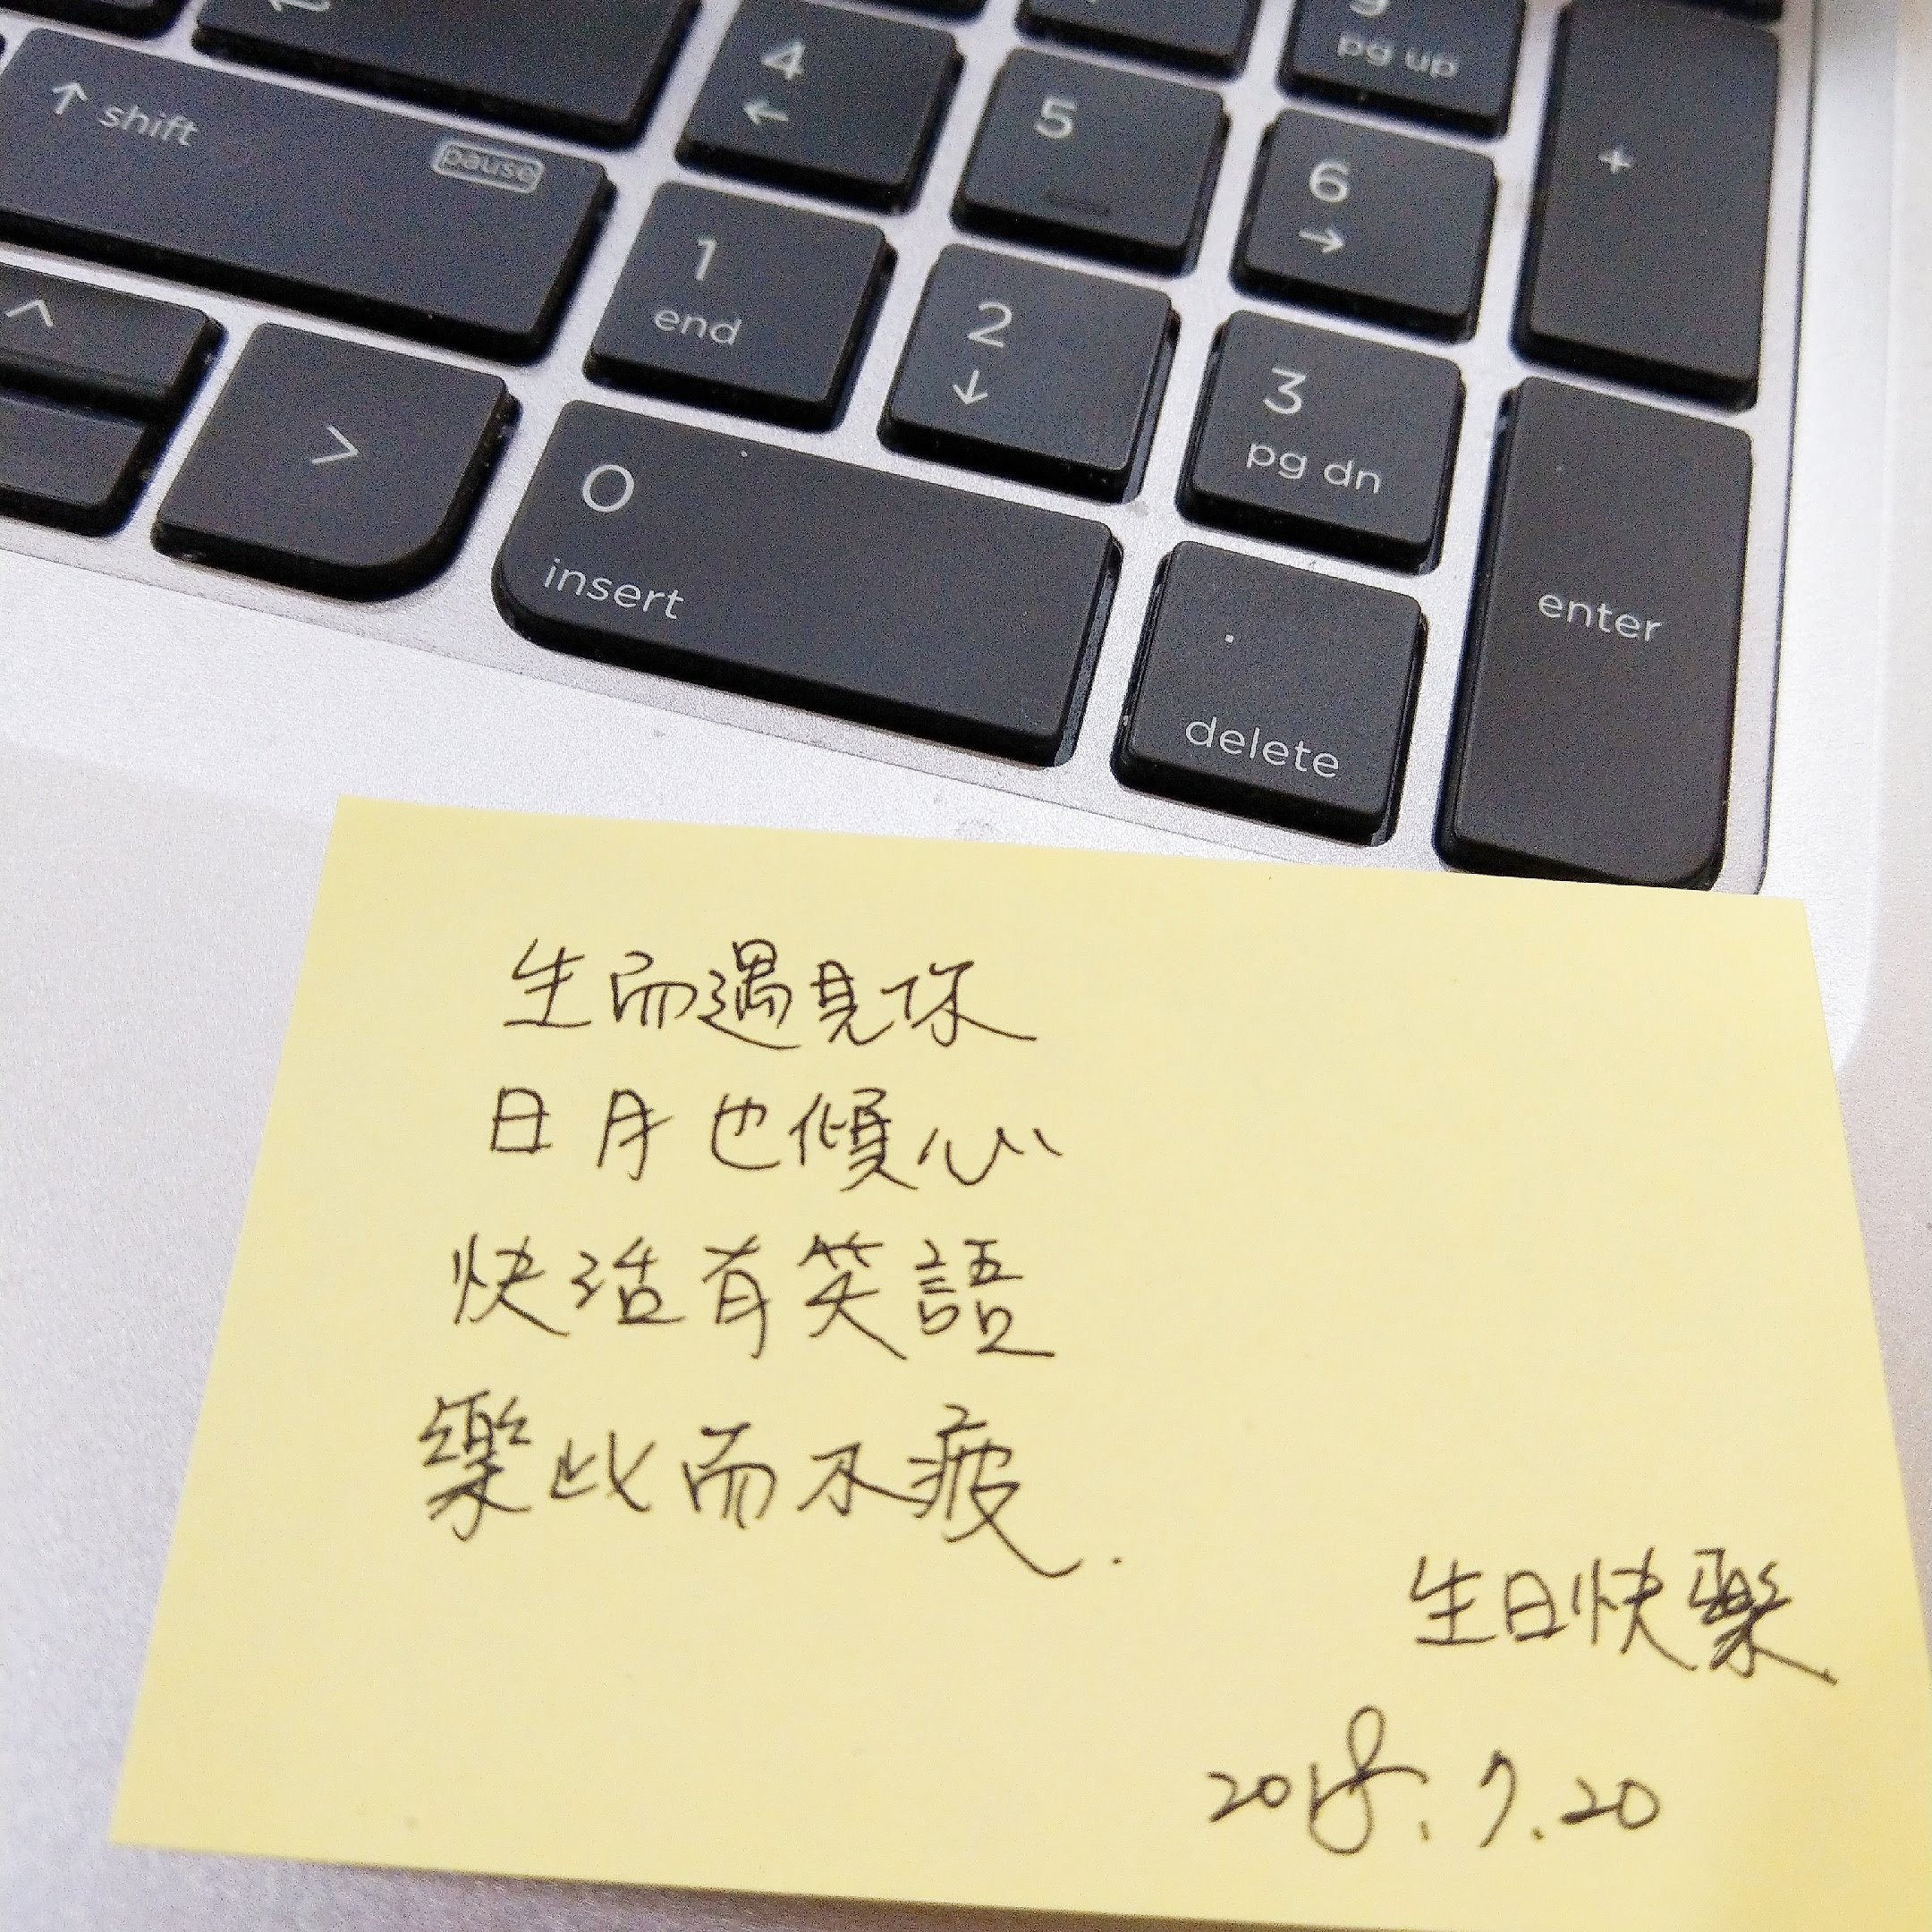 4 ←
5
9 pg up
6 →
+
↑ shift pause
1 end
2 ↓
3 pg dn
enter
^
>
0 insert
. delete
生而遇見你
日月也傾心
快活有笑語
樂此而不疲.
生日快樂
2018.7.20